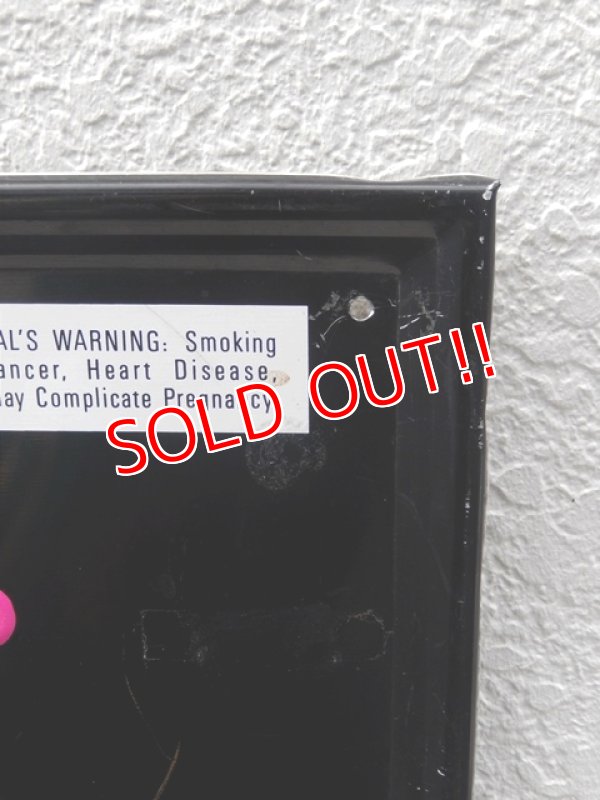 AL'S WARNING: Smoking
ancer, Heart Disease,
ay Complicate Pregnancy
SOLD OUT!!